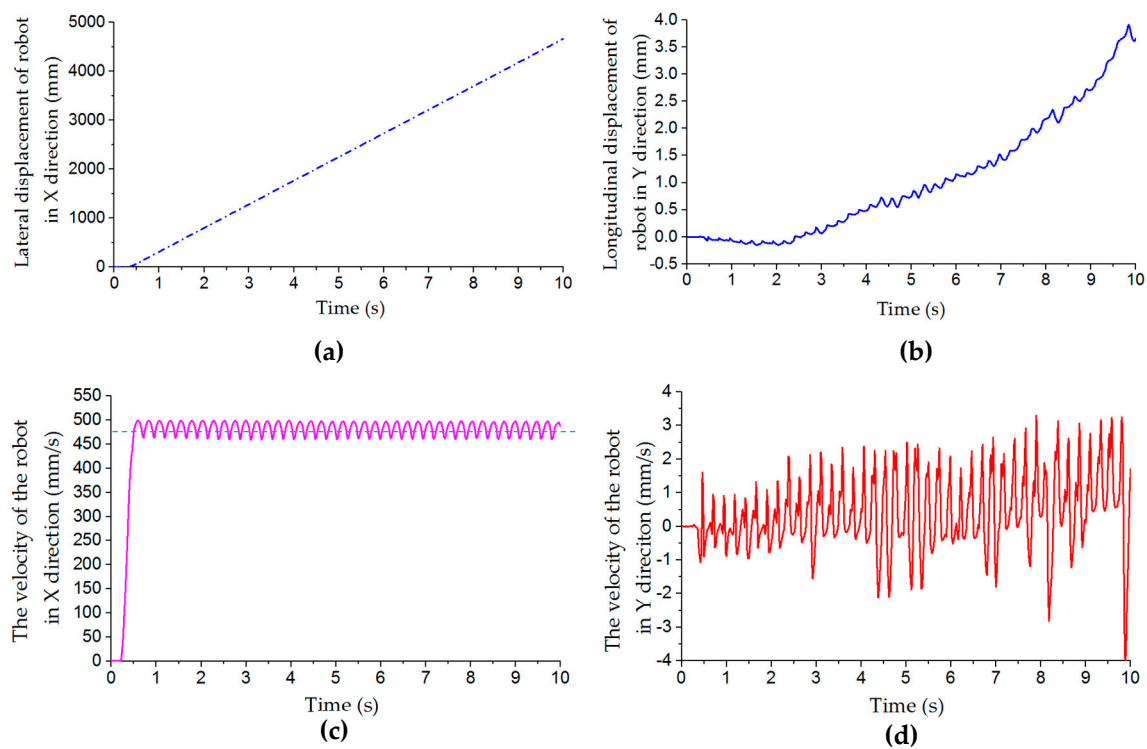 5000
4000
3000
2000
1000
0
Lateral displacement of robot
in X direction (mm)
0 1 2 3 4 5 6 7 8 9 10
Time (s)
(a)
4.0
3.5
3.0
2.5
2.0
1.5
1.0
0.5
0.0
-0.5
Longitudinal displacement of
robot in Y direction (mm)
0 1 2 3 4 5 6 7 8 9 10
Time (s)
(b)
550
500
450
400
350
300
250
200
150
100
50
0
The velocity of the robot
in X direction (mm/s)
0 1 2 3 4 5 6 7 8 9 10
Time (s)
(c)
4
3
2
1
0
-1
-2
-3
-4
The velocity of the robot
in Y direciton (mm/s)
0 1 2 3 4 5 6 7 8 9 10
Time (s)
(d)